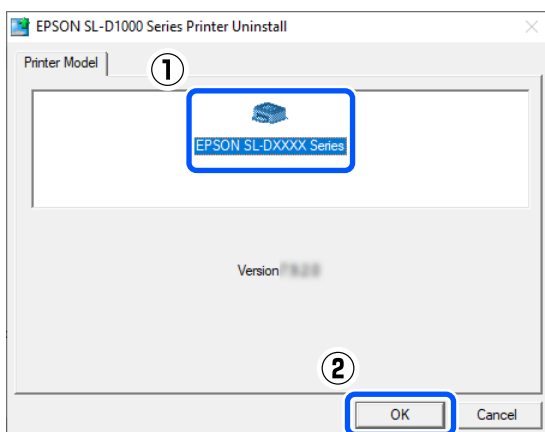 EPSON SL-D1000 Series Printer Uninstall
Printer Model
①
EPSON SL-DXXXX Series
Version
②
OK Cancel